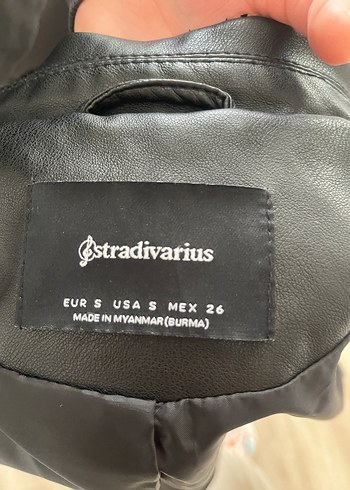 stradivarius
EUR S USA S MEX 26
MADE IN MYANMAR (BURMA)